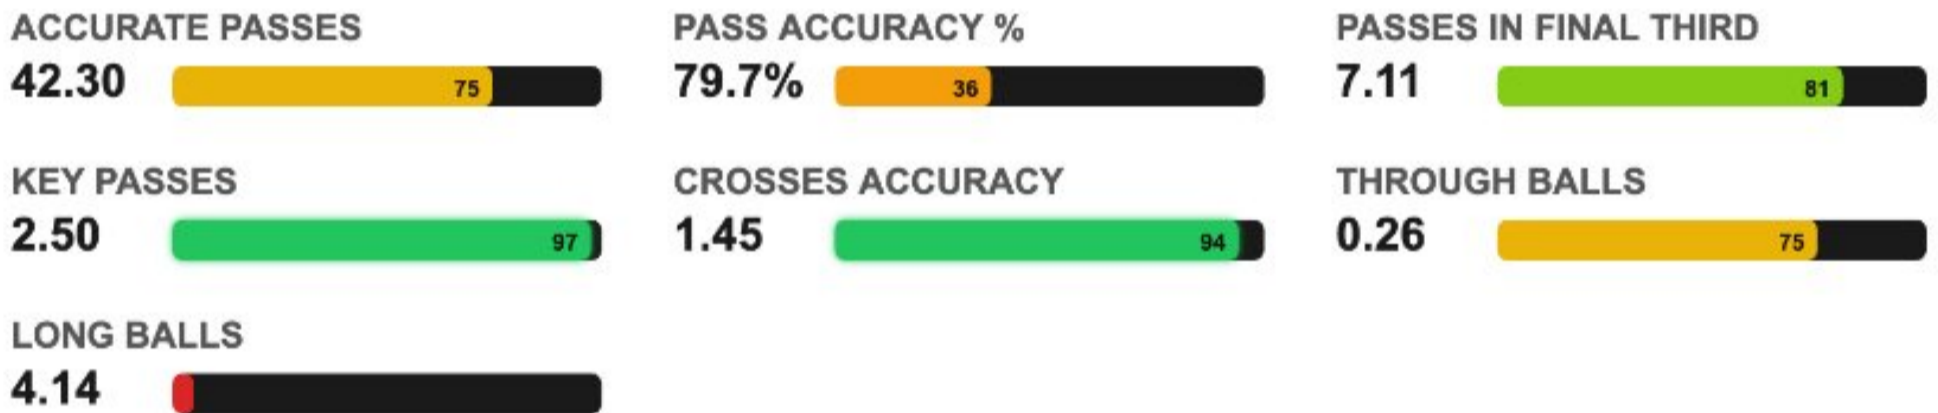 ACCURATE PASSES
42.30 75
PASS ACCURACY %
79.7% 36
PASSES IN FINAL THIRD
7.11 81
KEY PASSES
2.50 97
CROSSES ACCURACY
1.45 94
THROUGH BALLS
0.26 75
LONG BALLS
4.14